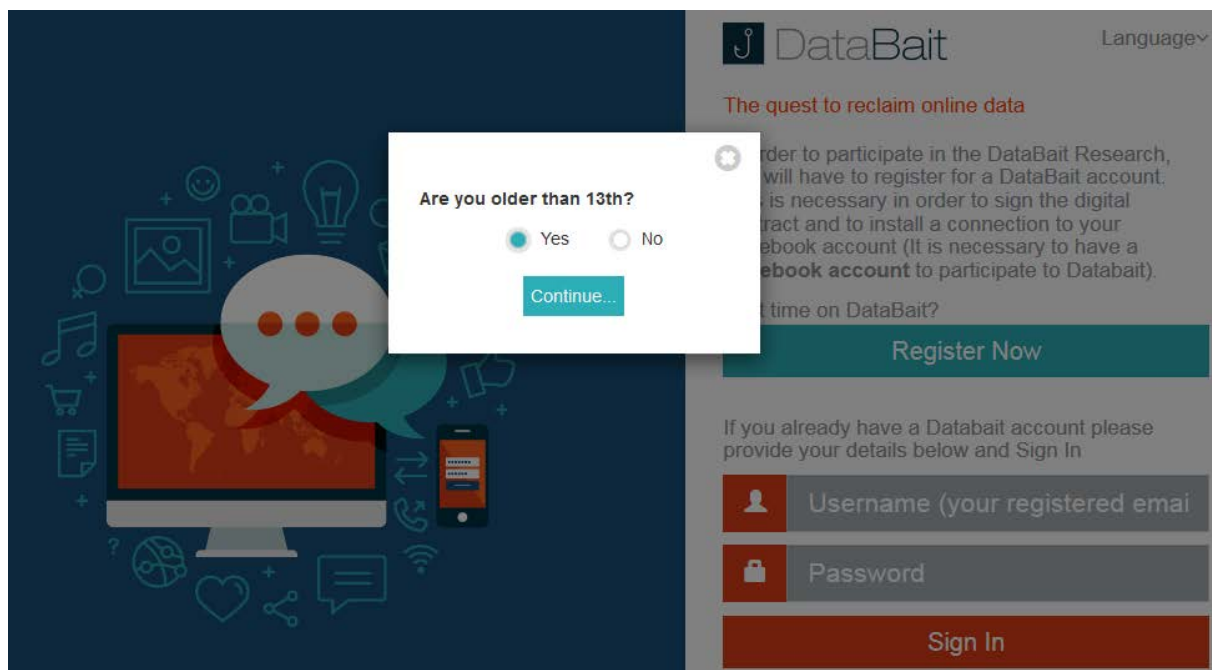 DataBait
Language
The quest to reclaim online data
rder to participate in the DataBait Research,
will have to register for a DataBait account.
is is necessary in order to sign the digital
tract and to install a connection to your
ebook account (It is necessary to have a
ebook account to participate to Databait).
time on DataBait?
Register Now
If you already have a Databait account please
provide your details below and Sign In
Username (your registered emai
Password
Sign In
Are you older than 13th?
Yes No
Continue...
?